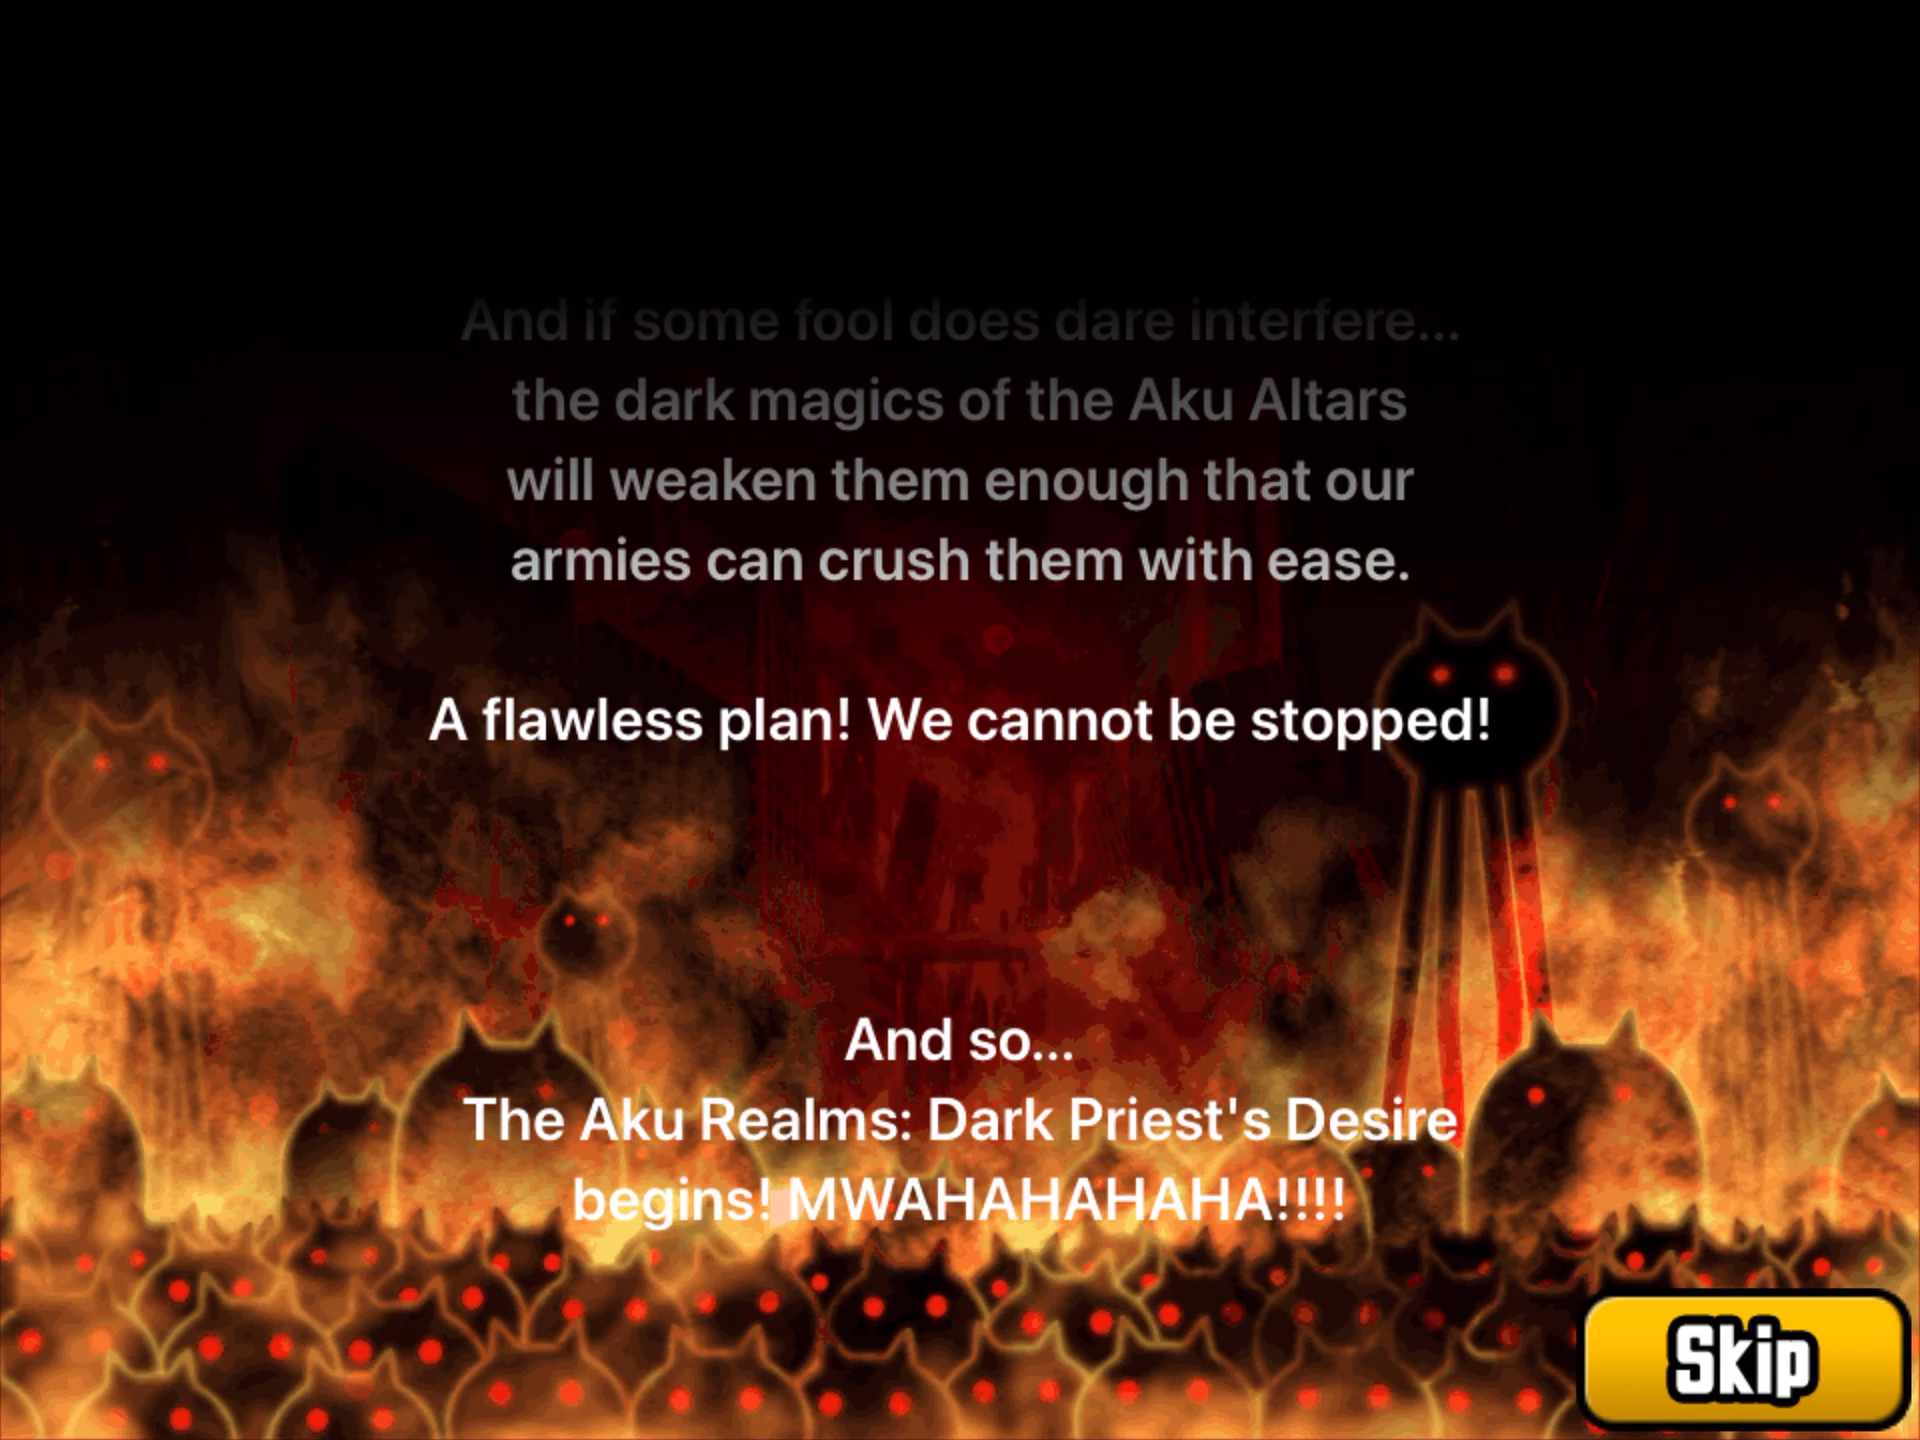 And if some fool does dare interfere...
the dark magics of the Aku Altars
will weaken them enough that our
armies can crush them with ease.
A flawless plan! We cannot be stopped!
And so...
The Aku Realms: Dark Priest's Desire
begins! MWAHAHAHAHA!!!!
Skip